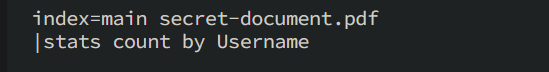 index=main secret-document.pdf
|stats count by Username